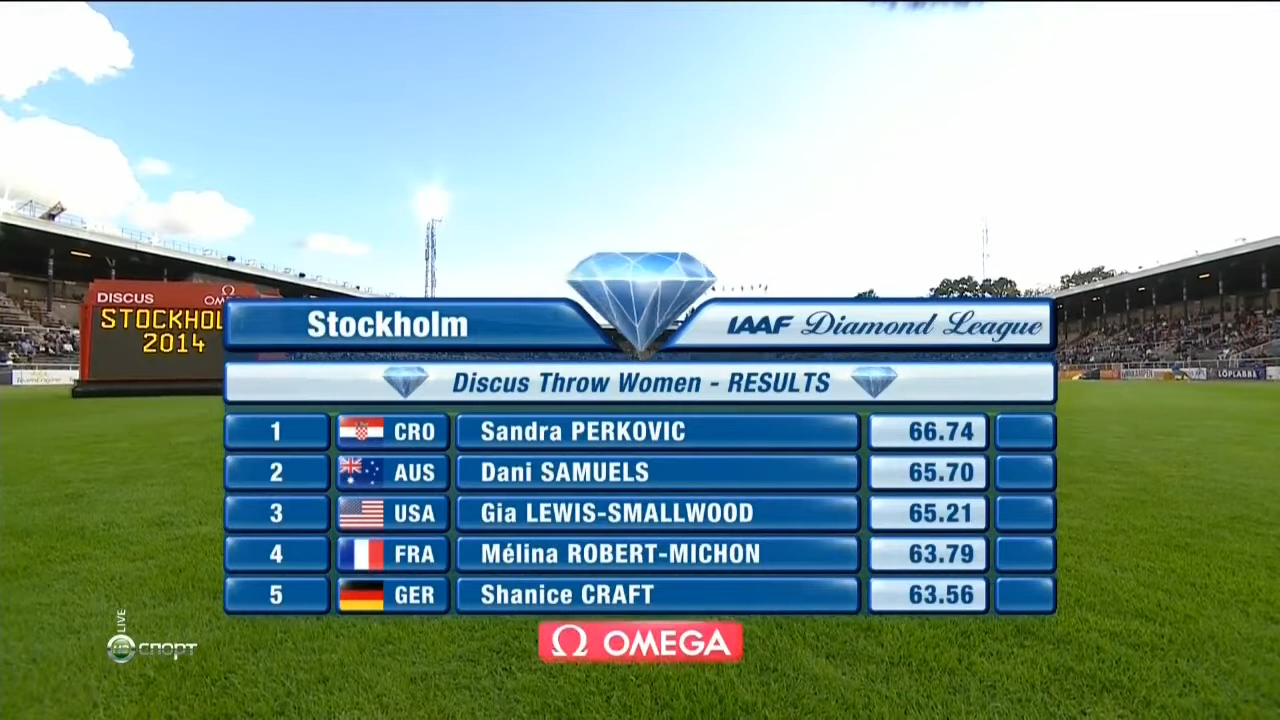 DISCUS
STOCKHOL
2014
Stockholm
IAAF Diamond League
Discus Throw Women - RESULTS
1 CRO Sandra PERKOVIC 66.74
2 AUS Dani SAMUELS 65.70
3 USA Gia LEWIS-SMALLWOOD 65.21
4 FRA Mélina ROBERT-MICHON 63.79
5 GER Shanice CRAFT 63.56
Ω OMEGA
LIVE
HD СПОРТ
LÖPLABBET